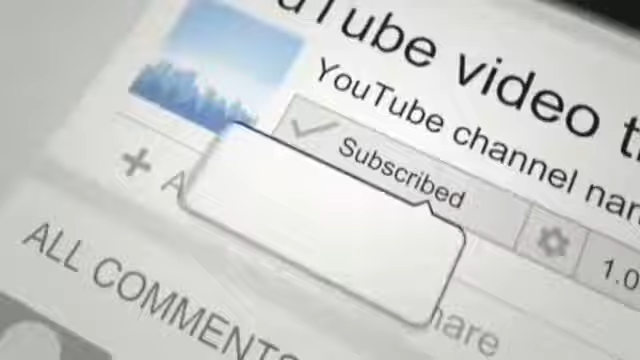 uTube video t
YouTube channel nam
Subscribed
1.0
+ A
hare
ALL COMMENTS